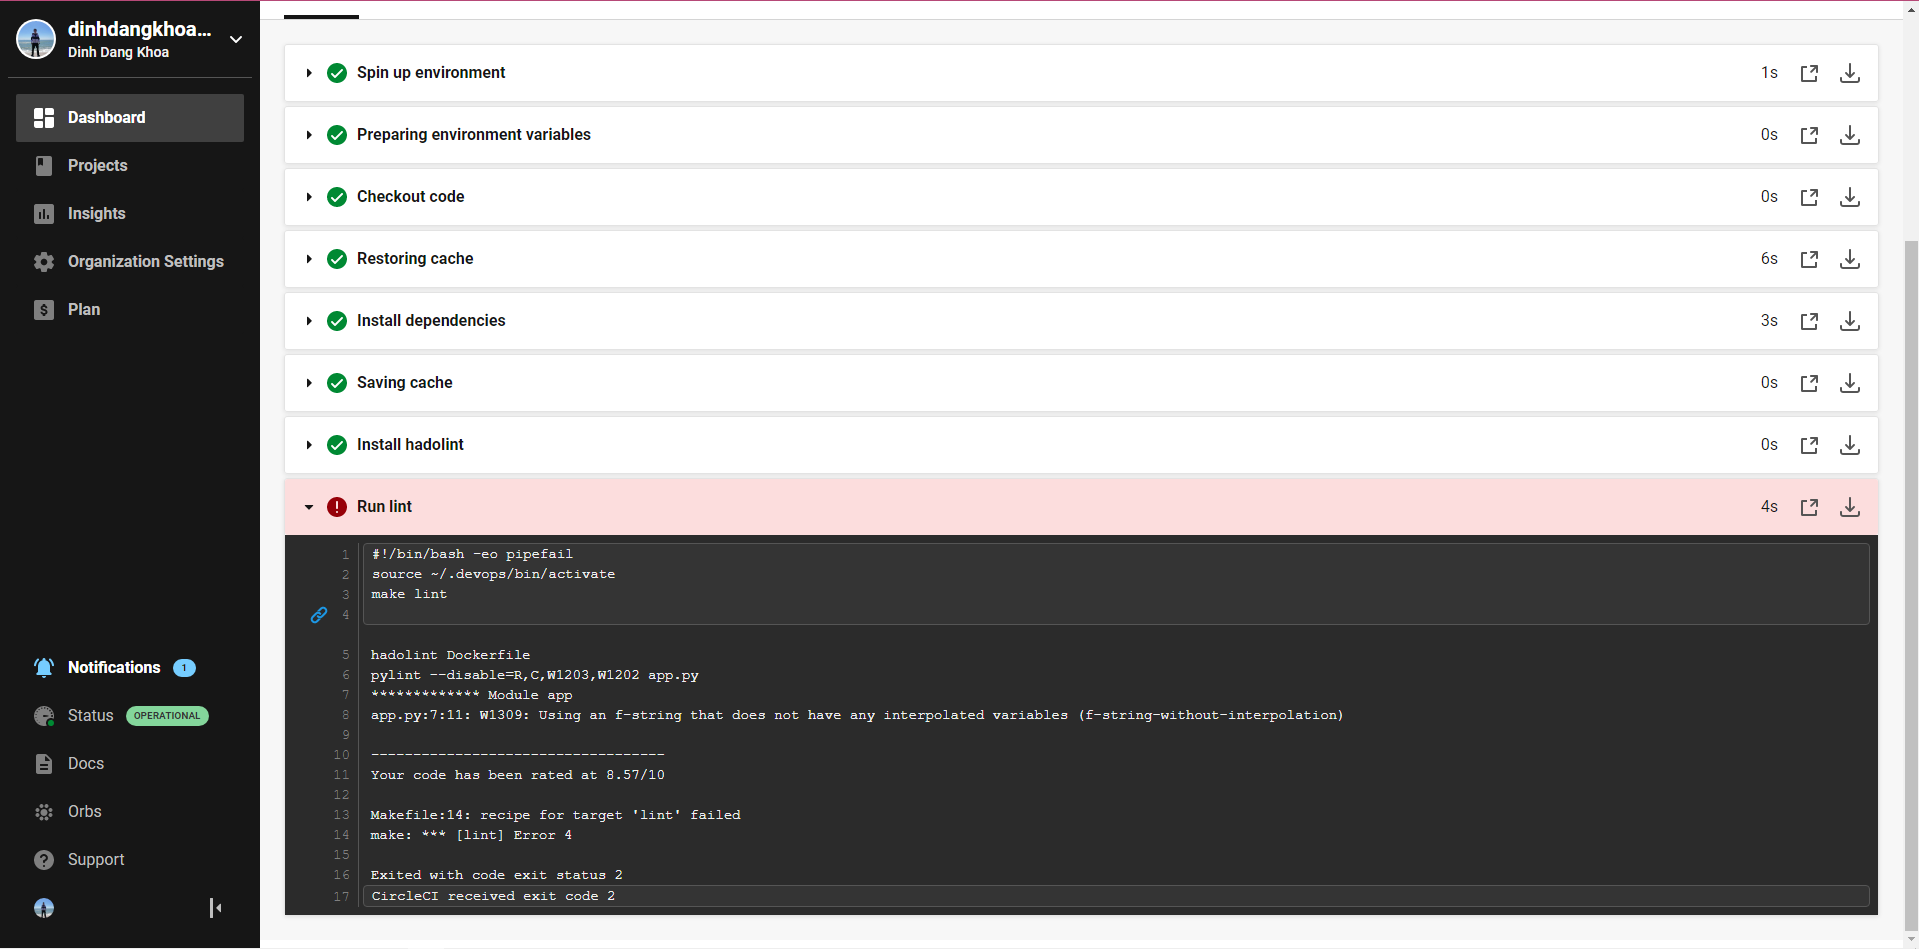 dinhdangkhoa...
Dinh Dang Khoa
Dashboard
Projects
Insights
Organization Settings
Plan
Notifications 1
Status OPERATIONAL
Docs
Orbs
Support
Spin up environment 1s
Preparing environment variables 0s
Checkout code 0s
Restoring cache 6s
Install dependencies 3s
Saving cache 0s
Install hadolint 0s
Run lint 4s
1 #!/bin/bash -eo pipefail
2 source ~/.devops/bin/activate
3 make lint
4
5 hadolint Dockerfile
6 pylint --disable=R,C,W1203,W1202 app.py
7 ************* Module app
8 app.py:7:11: W1309: Using an f-string that does not have any interpolated variables (f-string-without-interpolation)
9
10 -----------------------------------
11 Your code has been rated at 8.57/10
12
13 Makefile:14: recipe for target 'lint' failed
14 make: *** [lint] Error 4
15
16 Exited with code exit status 2
17 CircleCI received exit code 2